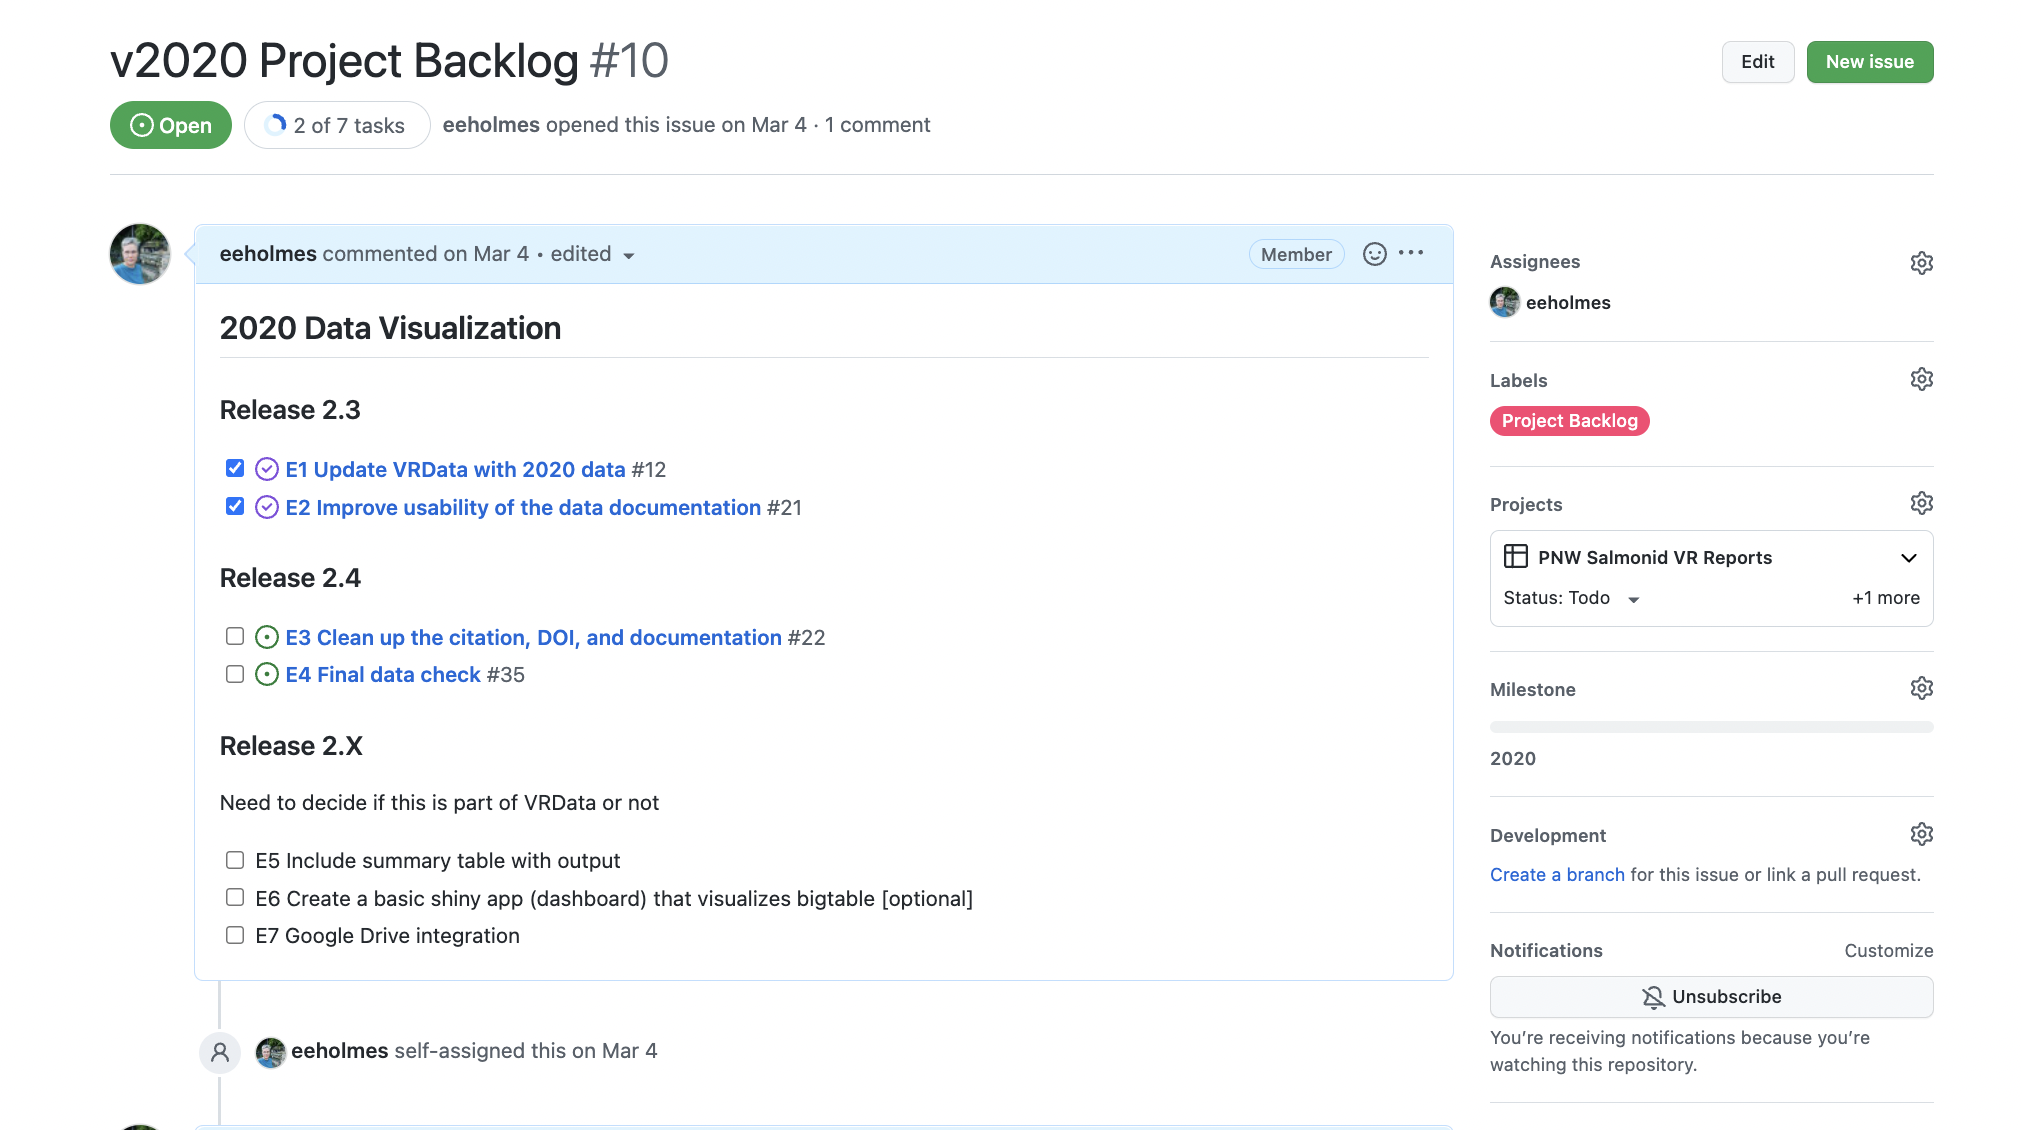 v2020 Project Backlog #10
Edit
New issue
Open
2 of 7 tasks
eeholmes opened this issue on Mar 4 · 1 comment
eeholmes commented on Mar 4 • edited
Member
2020 Data Visualization
Release 2.3
E1 Update VRData with 2020 data #12
E2 Improve usability of the data documentation #21
Release 2.4
E3 Clean up the citation, DOI, and documentation #22
E4 Final data check #35
Release 2.X
Need to decide if this is part of VRData or not
E5 Include summary table with output
E6 Create a basic shiny app (dashboard) that visualizes bigtable [optional]
E7 Google Drive integration
eeholmes self-assigned this on Mar 4
Assignees
eeholmes
Labels
Project Backlog
Projects
PNW Salmonid VR Reports
Status: Todo
+1 more
Milestone
2020
Development
Create a branch for this issue or link a pull request.
Notifications
Customize
Unsubscribe
You’re receiving notifications because you’re
watching this repository.